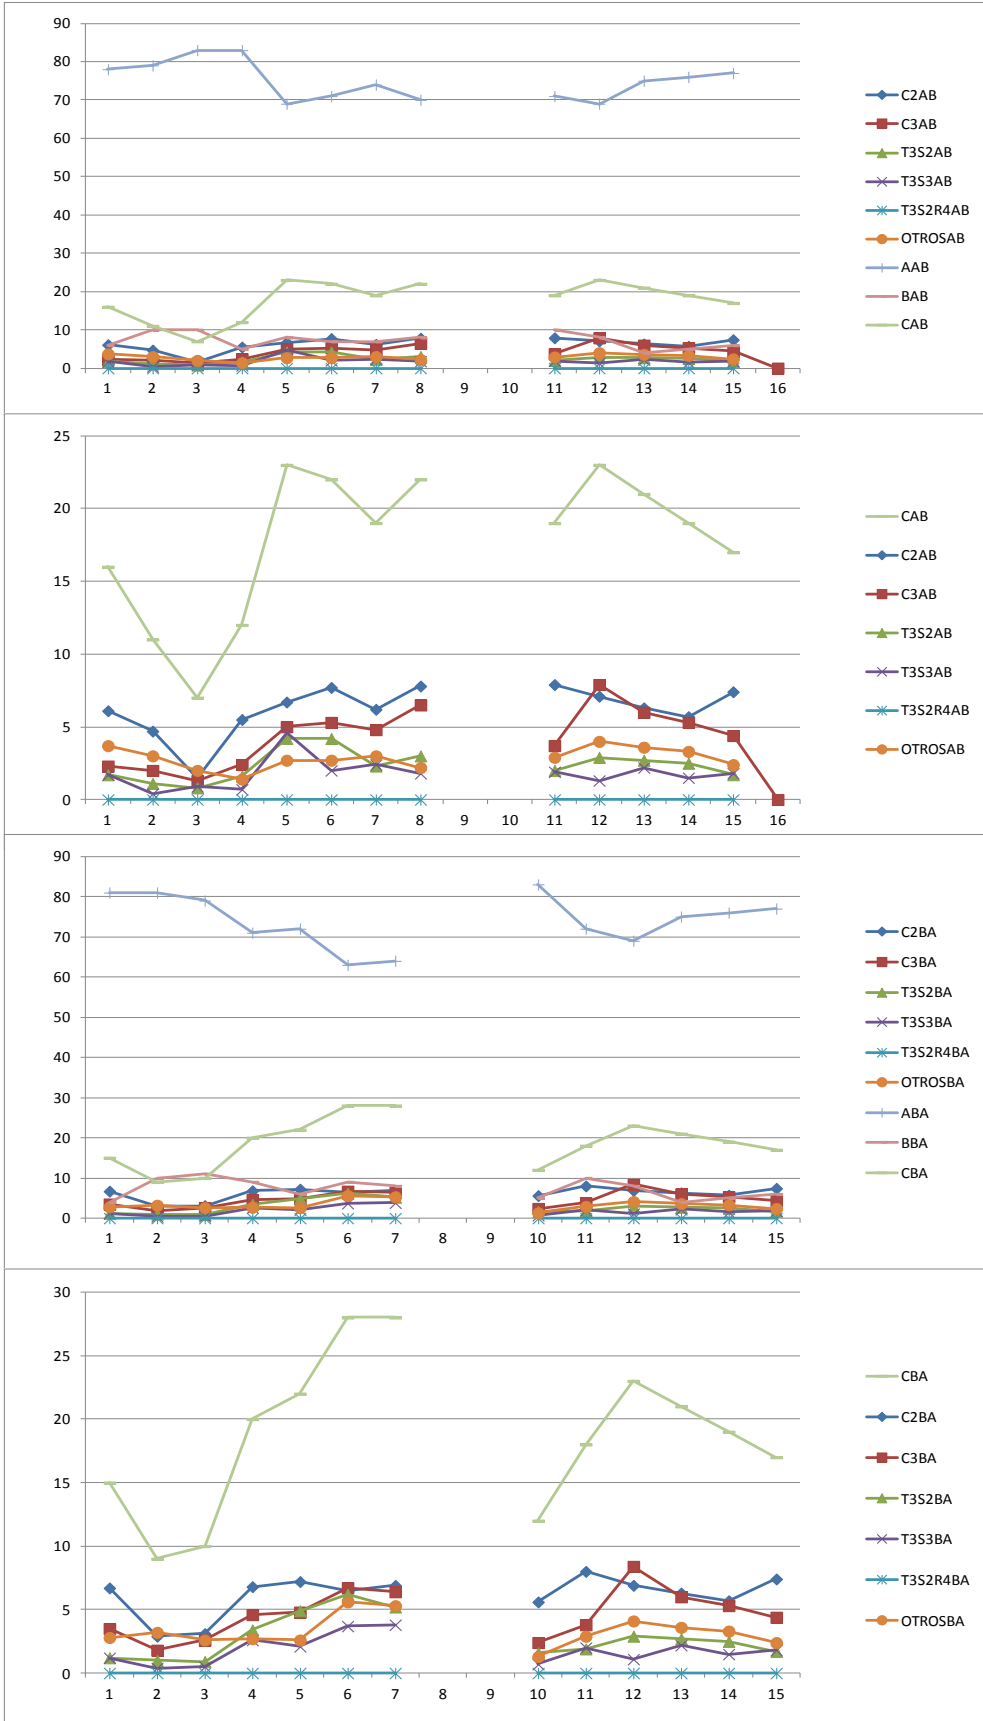 90
80
70
60
50
40
30
20
10
0
1 2 3 4 5 6 7 8 9 10 11 12 13 14 15 16
C2AB
C3AB
T3S2AB
T3S3AB
T3S2R4AB
OTROSAB
AAB
BAB
CAB
25
20
15
10
5
0
1 2 3 4 5 6 7 8 9 10 11 12 13 14 15 16
CAB
C2AB
C3AB
T3S2AB
T3S3AB
T3S2R4AB
OTROSAB
90
80
70
60
50
40
30
20
10
0
1 2 3 4 5 6 7 8 9 10 11 12 13 14 15
C2BA
C3BA
T3S2BA
T3S3BA
T3S2R4BA
OTROSBA
ABA
BBA
CBA
30
25
20
15
10
5
0
1 2 3 4 5 6 7 8 9 10 11 12 13 14 15
CBA
C2BA
C3BA
T3S2BA
T3S3BA
T3S2R4BA
OTROSBA